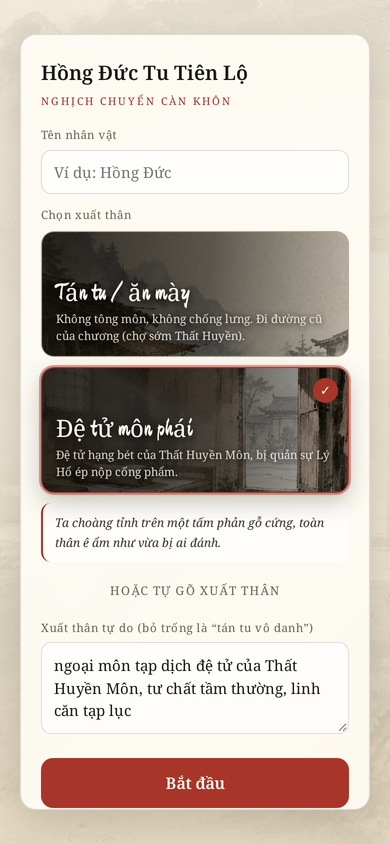 Hồng Đức Tu Tiên Lộ
NGHỊCH CHUYỂN CÀN KHÔN
Tên nhân vật
Ví dụ: Hồng Đức
Chọn xuất thân
Tán tu / ăn mày
Không tông môn, không chống lưng. Đi đường cũ
của chương (chợ sớm Thất Huyền).
✓
Đệ tử môn phái
Đệ tử hạng bét của Thất Huyền Môn, bị quản sự Lý
Hổ ép nộp cống phẩm.
Ta choàng tỉnh trên một tấm phản gỗ cứng, toàn
thân ê ẩm như vừa bị ai đánh.
HOẶC TỰ GÕ XUẤT THÂN
Xuất thân tự do (bỏ trống là “tán tu vô danh”)
ngoại môn tạp dịch đệ tử của Thất
Huyền Môn, tư chất tầm thường, linh
căn tạp lục
Bắt đầu